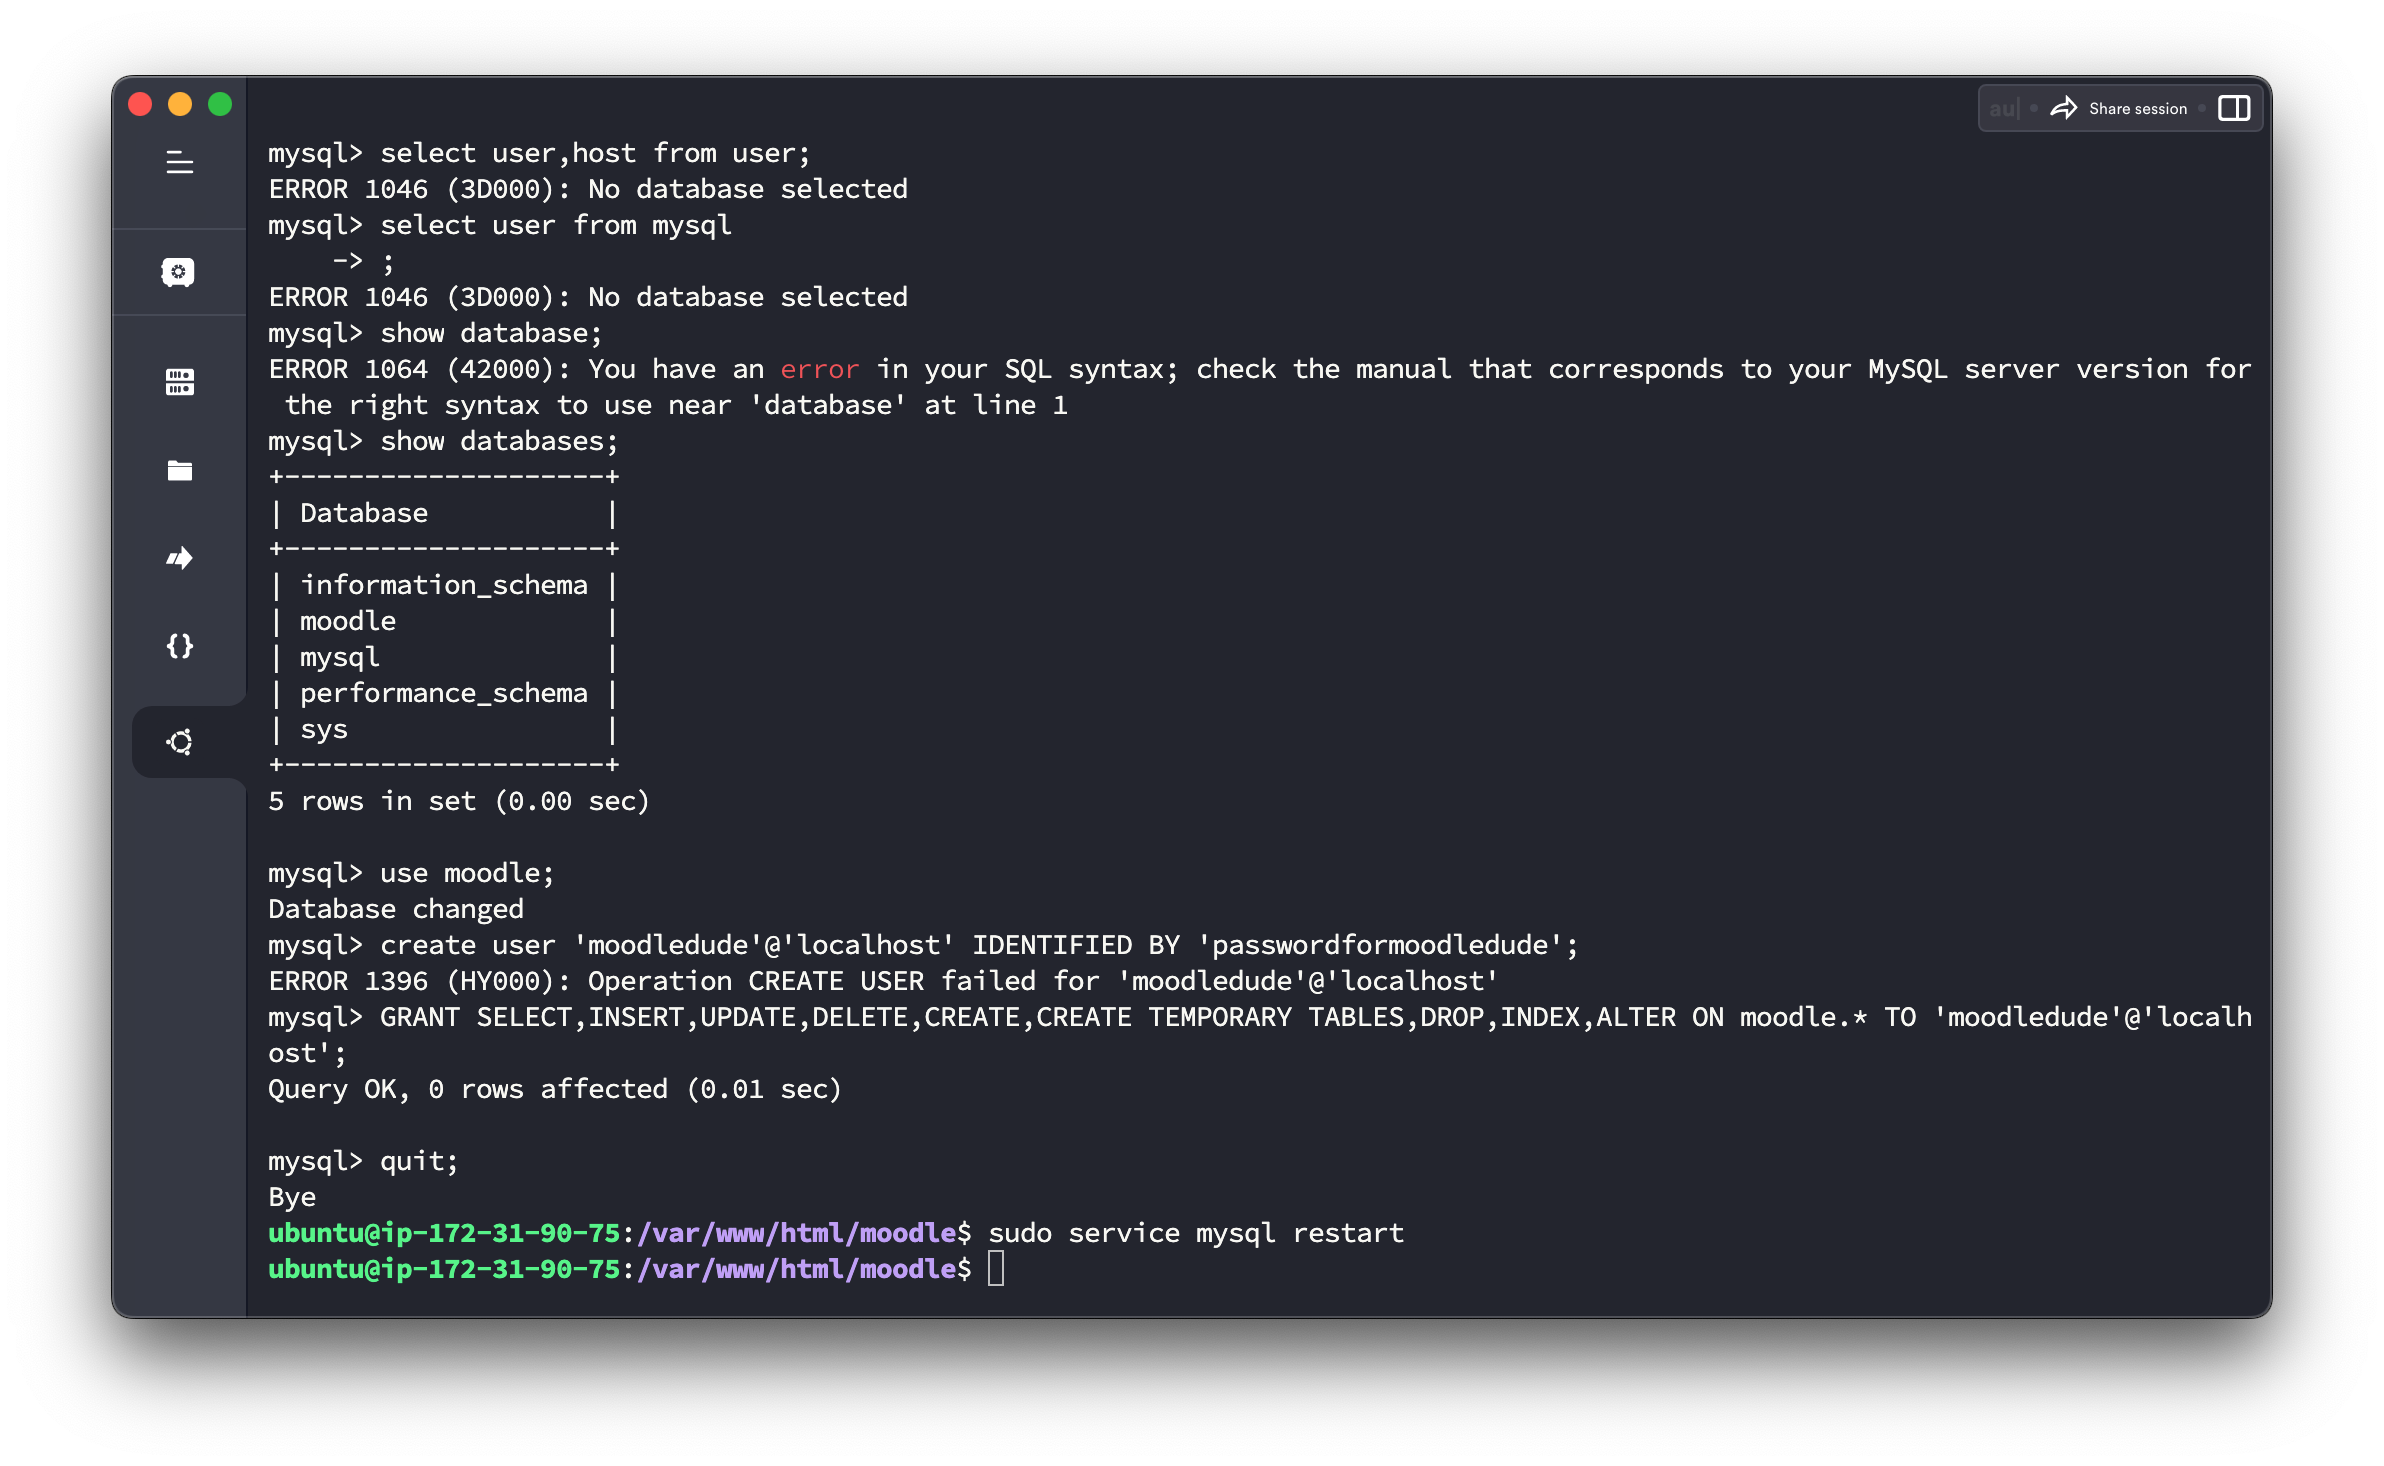 au| • Share session •
mysql> select user,host from user;
ERROR 1046 (3D000): No database selected
mysql> select user from mysql
    -> ;
ERROR 1046 (3D000): No database selected
mysql> show database;
ERROR 1064 (42000): You have an error in your SQL syntax; check the manual that corresponds to your MySQL server version for
 the right syntax to use near 'database' at line 1
mysql> show databases;
+--------------------+
| Database           |
+--------------------+
| information_schema |
| moodle             |
| mysql              |
| performance_schema |
| sys                |
+--------------------+
5 rows in set (0.00 sec)
mysql> use moodle;
Database changed
mysql> create user 'moodledude'@'localhost' IDENTIFIED BY 'passwordformoodledude';
ERROR 1396 (HY000): Operation CREATE USER failed for 'moodledude'@'localhost'
mysql> GRANT SELECT,INSERT,UPDATE,DELETE,CREATE,CREATE TEMPORARY TABLES,DROP,INDEX,ALTER ON moodle.* TO 'moodledude'@'localh
ost';
Query OK, 0 rows affected (0.01 sec)
mysql> quit;
Bye
ubuntu@ip-172-31-90-75:/var/www/html/moodle$ sudo service mysql restart
ubuntu@ip-172-31-90-75:/var/www/html/moodle$